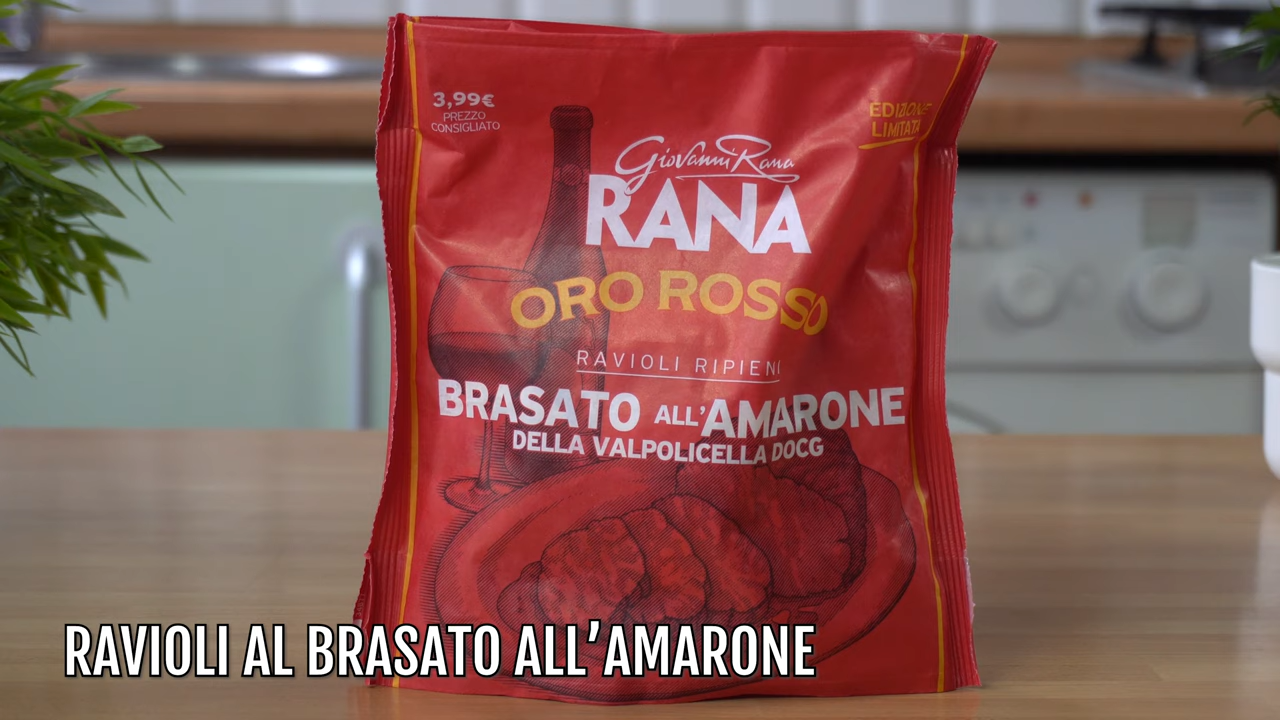 3,99€
PREZZO
CONSIGLIATO
EDIZIONE
LIMITATA
Giovanni Rana
RANA
ORO ROSSO
RAVIOLI RIPIENI
BRASATO ALL'AMARONE
DELLA VALPOLICELLA DOCG
RAVIOLI AL BRASATO ALL’AMARONE